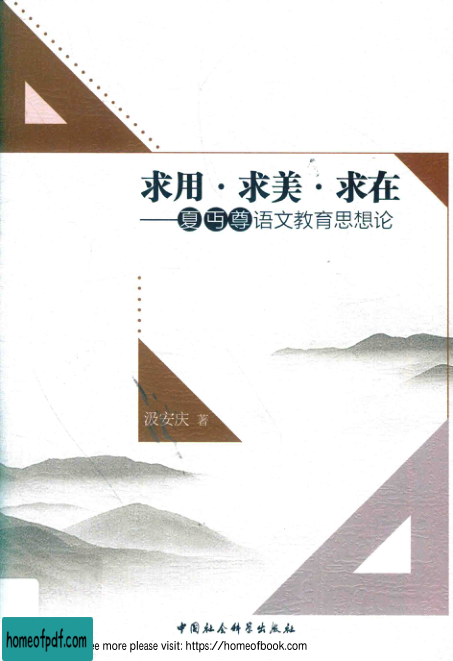 求用·求美·求在
——夏丏尊语文教育思想论
汲安庆 著
中国社会科学出版社
homeofpdf.com
ee more please visit: https://homeofbook.com